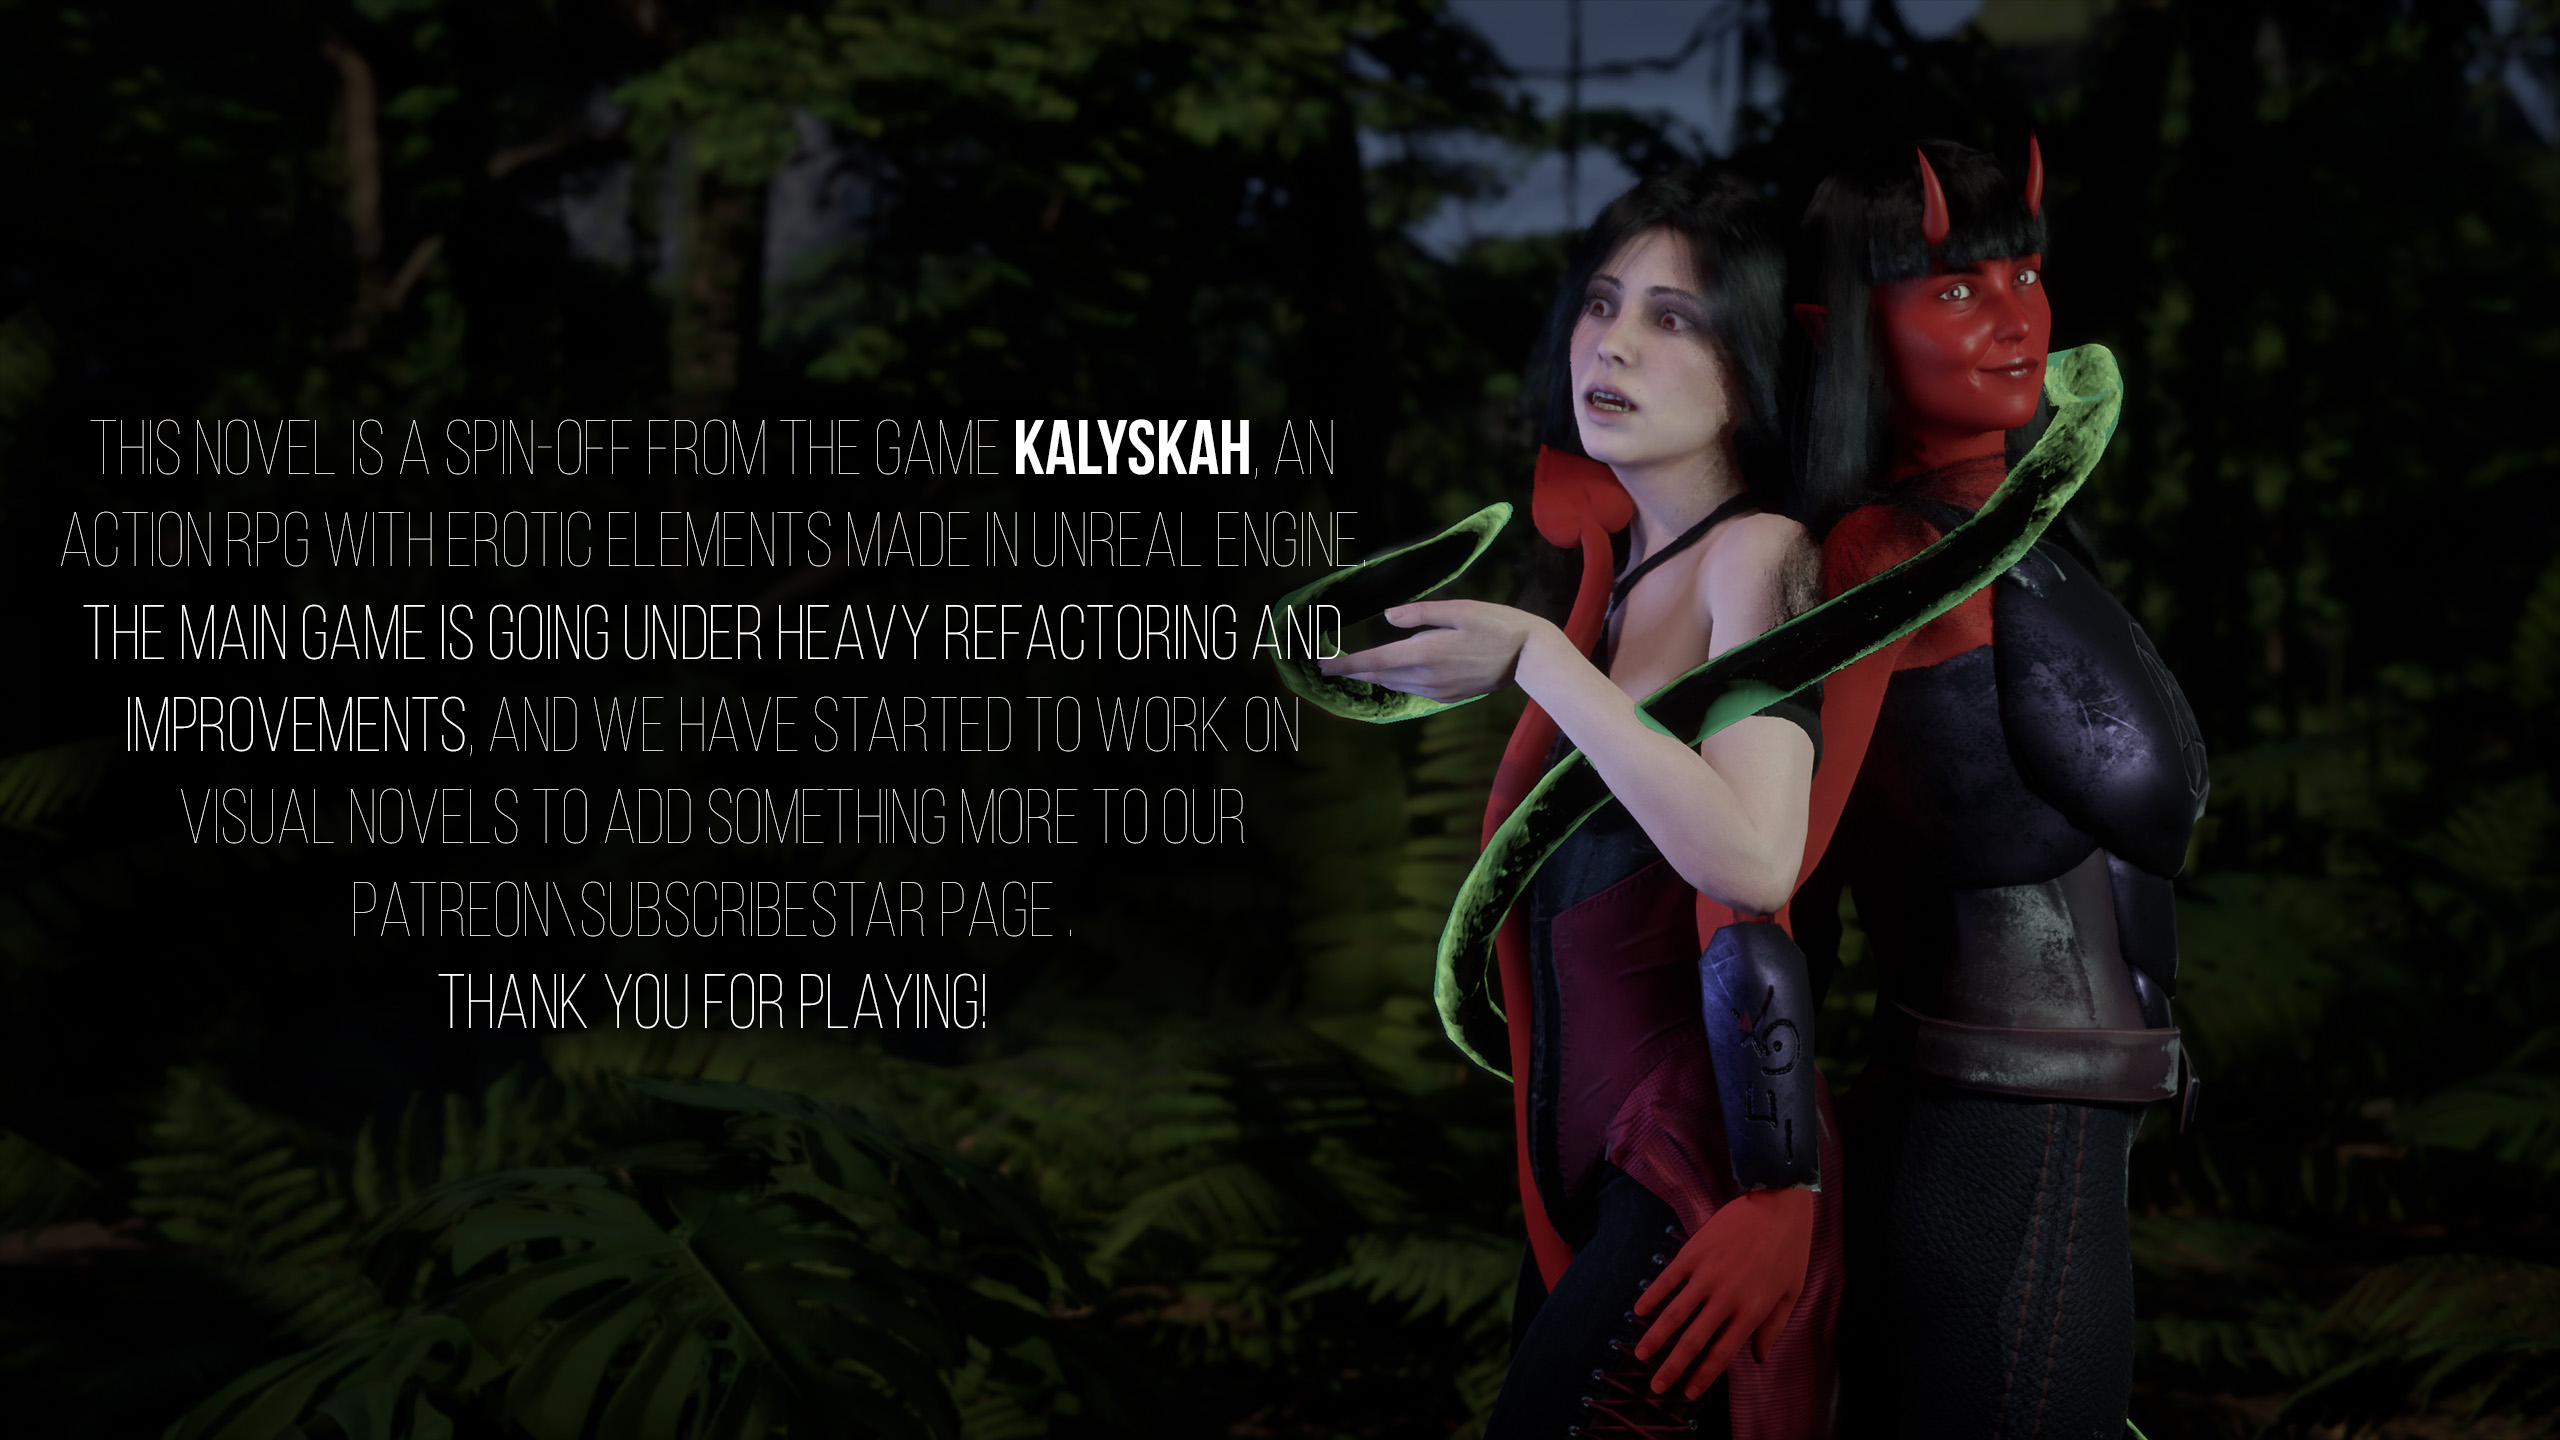 THIS NOVEL IS A SPIN-OFF FROM THE GAME KALYSKAH, AN
ACTION RPG WITH EROTIC ELEMENTS MADE IN UNREAL ENGINE.
THE MAIN GAME IS GOING UNDER HEAVY REFACTORING AND
IMPROVEMENTS, AND WE HAVE STARTED TO WORK ON
VISUAL NOVELS TO ADD SOMETHING MORE TO OUR
PATREON\SUBSCRIBESTAR PAGE .
THANK YOU FOR PLAYING!